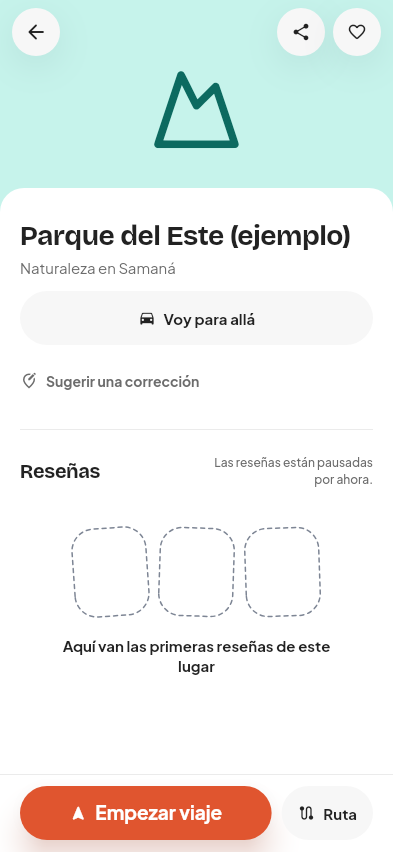 Parque del Este (ejemplo)
Naturaleza en Samaná
Voy para allá
Sugerir una corrección
Reseñas
Las reseñas están pausadas
por ahora.
Aquí van las primeras reseñas de este
lugar
Empezar viaje
Ruta